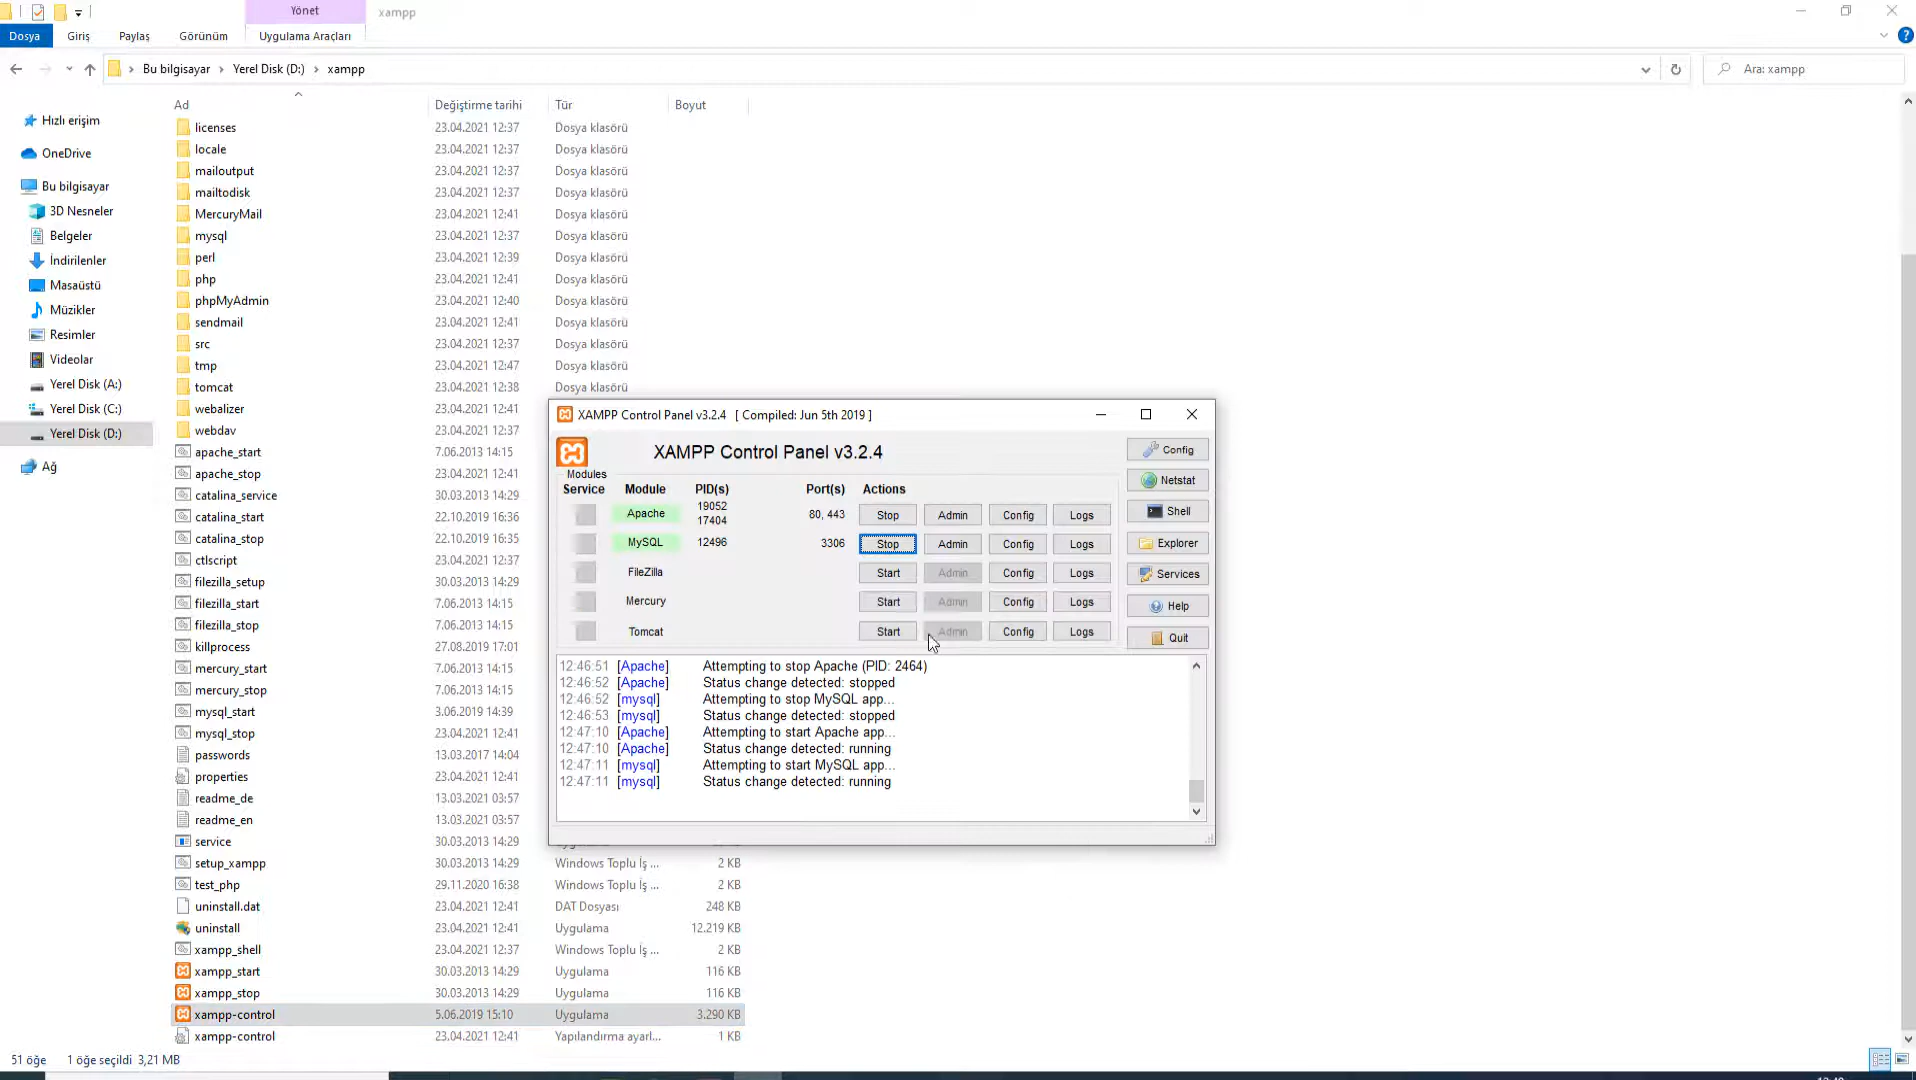 Yönet
xampp
Dosya
Giriş
Paylaş
Görünüm
Uygulama Araçları
Bu bilgisayar
Yerel Disk (D:)
xampp
Ara: xampp
Hızlı erişim
OneDrive
Bu bilgisayar
3D Nesneler
Belgeler
İndirilenler
Masaüstü
Müzikler
Resimler
Videolar
Yerel Disk (A:)
Yerel Disk (C:)
Yerel Disk (D:)
Ağ
Ad Değiştirme tarihi Tür Boyut
licenses 23.04.2021 12:37 Dosya klasörü
locale 23.04.2021 12:37 Dosya klasörü
mailoutput 23.04.2021 12:37 Dosya klasörü
mailtodisk 23.04.2021 12:37 Dosya klasörü
MercuryMail 23.04.2021 12:41 Dosya klasörü
mysql 23.04.2021 12:37 Dosya klasörü
perl 23.04.2021 12:39 Dosya klasörü
php 23.04.2021 12:41 Dosya klasörü
phpMyAdmin 23.04.2021 12:40 Dosya klasörü
sendmail 23.04.2021 12:41 Dosya klasörü
src 23.04.2021 12:37 Dosya klasörü
tmp 23.04.2021 12:47 Dosya klasörü
tomcat 23.04.2021 12:38 Dosya klasörü
webalizer 23.04.2021 12:41
webdav 23.04.2021 12:37
apache_start 7.06.2013 14:15
apache_stop 23.04.2021 12:41
catalina_service 30.03.2013 14:29
catalina_start 22.10.2019 16:36
catalina_stop 22.10.2019 16:35
ctlscript 23.04.2021 12:37
filezilla_setup 30.03.2013 14:29
filezilla_start 7.06.2013 14:15
filezilla_stop 7.06.2013 14:15
killprocess 27.08.2019 17:01
mercury_start 7.06.2013 14:15
mercury_stop 7.06.2013 14:15
mysql_start 3.06.2019 14:39
mysql_stop 23.04.2021 12:41
passwords 13.03.2017 14:04
properties 23.04.2021 12:41
readme_de 13.03.2021 03:57
readme_en 13.03.2021 03:57
service 30.03.2013 14:29
setup_xampp 30.03.2013 14:29 Windows Toplu İş ... 2 KB
test_php 29.11.2020 16:38 Windows Toplu İş ... 2 KB
uninstall.dat 23.04.2021 12:41 DAT Dosyası 248 KB
uninstall 23.04.2021 12:41 Uygulama 12.219 KB
xampp_shell 23.04.2021 12:37 Windows Toplu İş ... 2 KB
xampp_start 30.03.2013 14:29 Uygulama 116 KB
xampp_stop 30.03.2013 14:29 Uygulama 116 KB
xampp-control 5.06.2019 15:10 Uygulama 3.290 KB
xampp-control 23.04.2021 12:41 Yapılandırma ayarl... 1 KB
51 öğe 1 öğe seçildi 3,21 MB
XAMPP Control Panel v3.2.4 [ Compiled: Jun 5th 2019 ]
XAMPP Control Panel v3.2.4
Modules
Service Module PID(s) Port(s) Actions
Apache 19052 17404 80, 443 Stop Admin Config Logs
MySQL 12496 3306 Stop Admin Config Logs
FileZilla Start Admin Config Logs
Mercury Start Admin Config Logs
Tomcat Start Admin Config Logs
Config
Netstat
Shell
Explorer
Services
Help
Quit
12:46:51 [Apache] Attempting to stop Apache (PID: 2464)
12:46:52 [Apache] Status change detected: stopped
12:46:52 [mysql] Attempting to stop MySQL app...
12:46:53 [mysql] Status change detected: stopped
12:47:10 [Apache] Attempting to start Apache app...
12:47:10 [Apache] Status change detected: running
12:47:11 [mysql] Attempting to start MySQL app...
12:47:11 [mysql] Status change detected: running